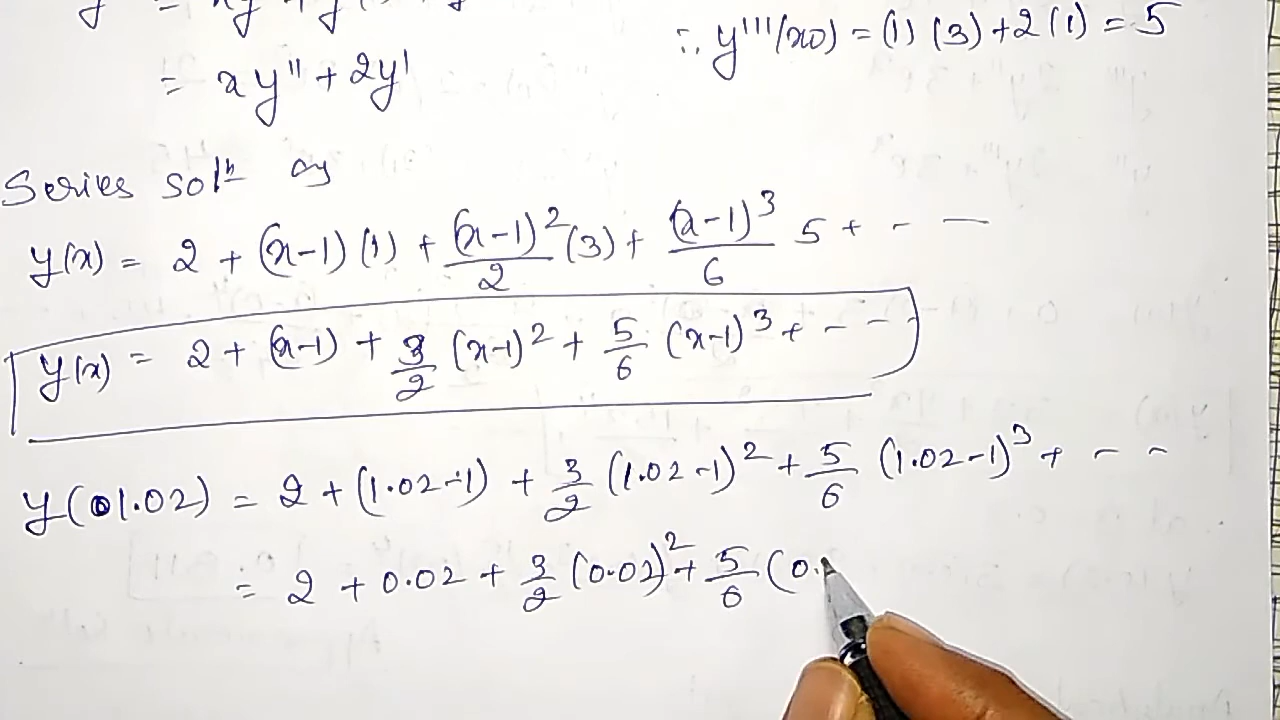 ∴ y'''(x0) = (1) (3) + 2 (1) = 5
= xy'' + 2y'
Series solⁿ
y(x) = 2 + (x-1) (1) + (x-1)²/2 (3) + (x-1)³/6 5 + - -
y(x) = 2 + (x-1) + 3/2 (x-1)² + 5/6 (x-1)³ + - - -
y(1.02) = 2 + (1.02-1) + 3/2 (1.02-1)² + 5/6 (1.02-1)³ + - -
= 2 + 0.02 + 3/2 (0.02)² + 5/6 (0.